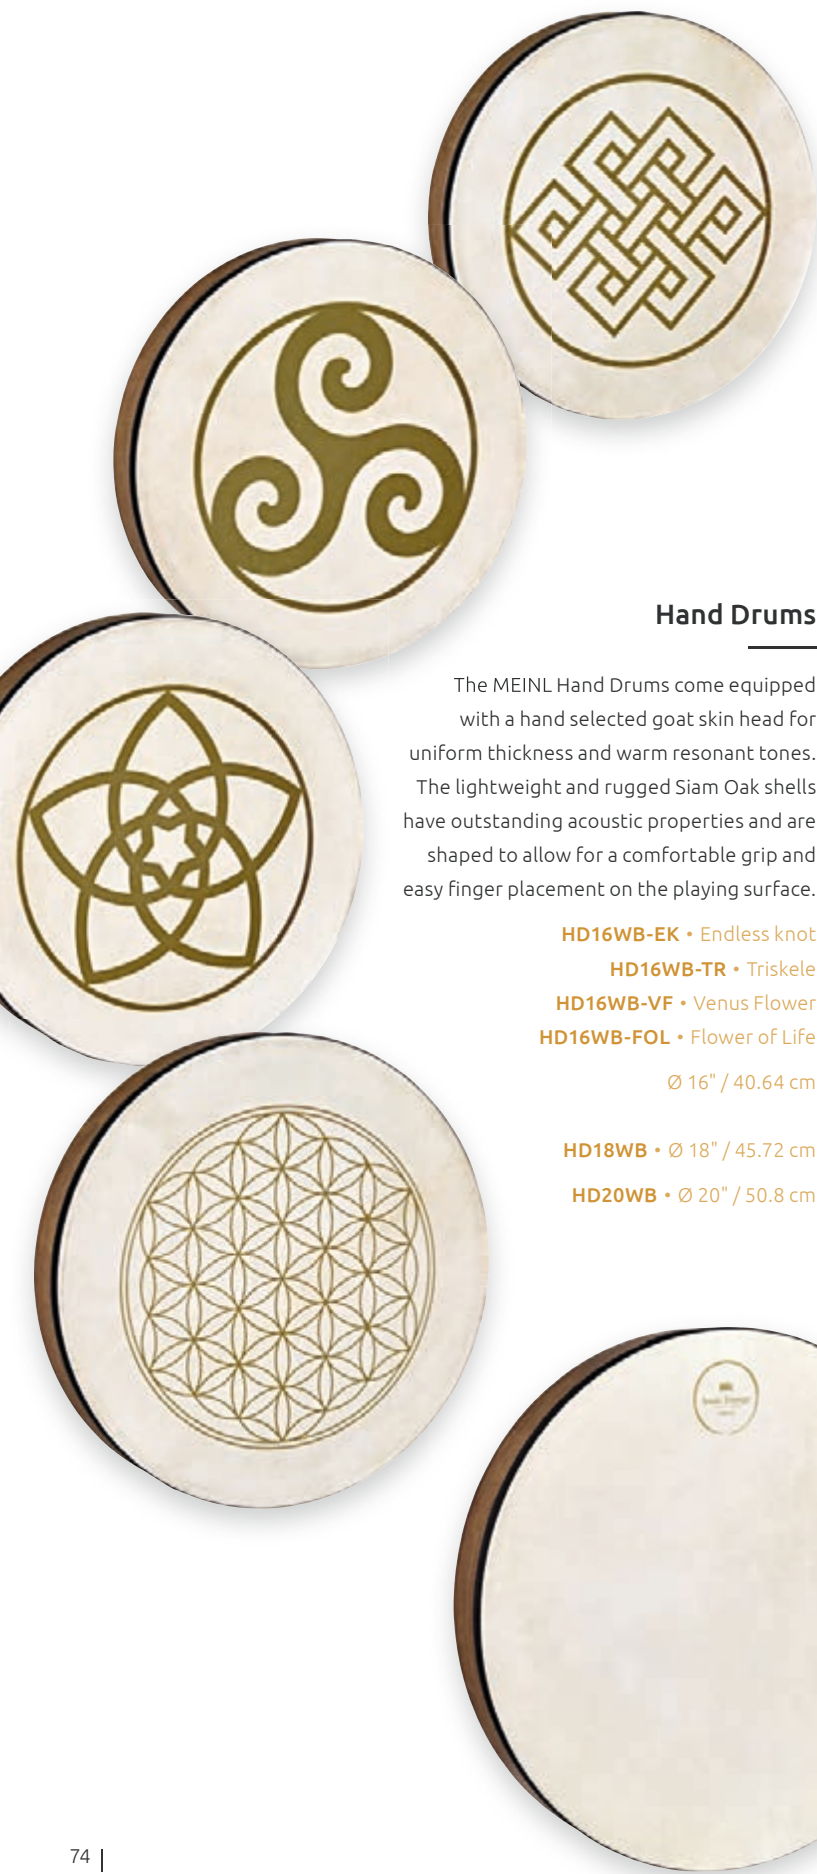 Hand Drums
The MEINL Hand Drums come equipped
with a hand selected goat skin head for
uniform thickness and warm resonant tones.
The lightweight and rugged Siam Oak shells
have outstanding acoustic properties and are
shaped to allow for a comfortable grip and
easy finger placement on the playing surface.
HD16WB-EK • Endless knot
HD16WB-TR • Triskele
HD16WB-VF • Venus Flower
HD16WB-FOL • Flower of Life
Ø 16" / 40.64 cm
HD18WB • Ø 18" / 45.72 cm
HD20WB • Ø 20" / 50.8 cm
74